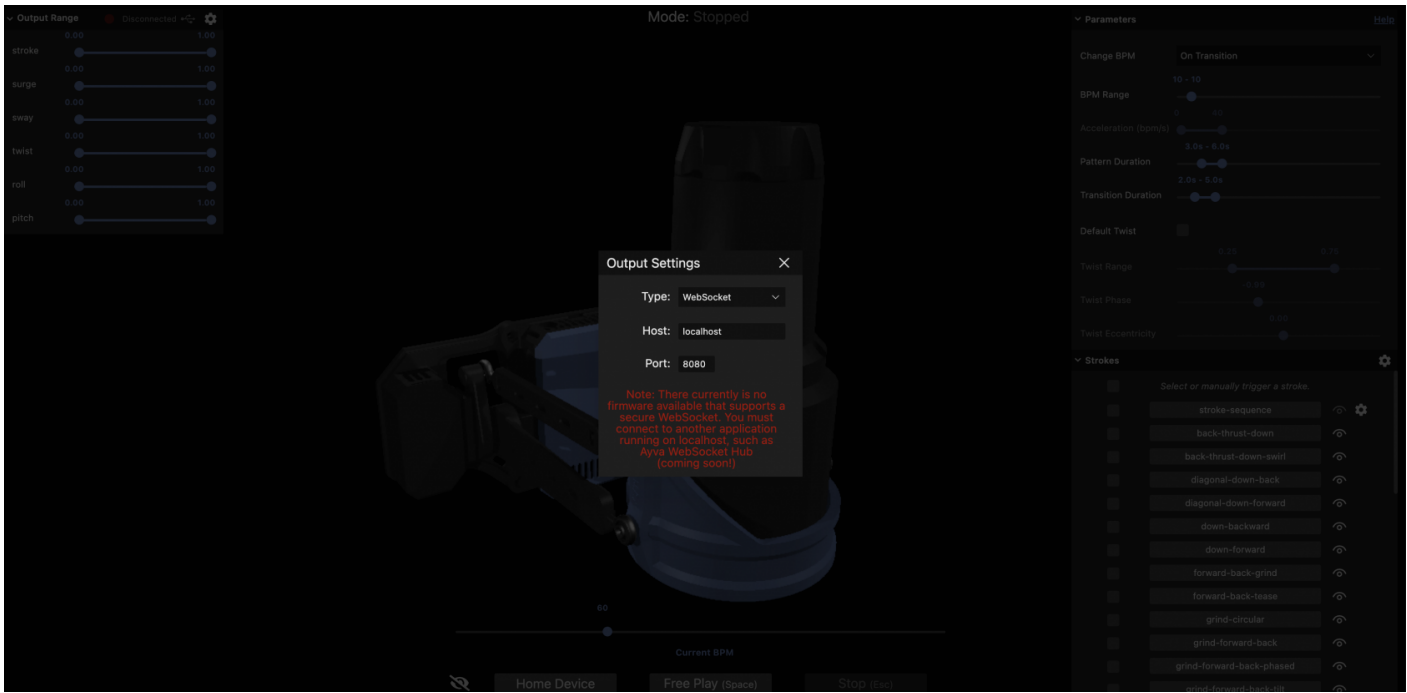 Output Range
Disconnected
0.00 1.00
stroke
0.00 1.00
surge
0.00 1.00
sway
0.00 1.00
twist
0.00 1.00
roll
0.00 1.00
pitch
Mode: Stopped
Output Settings
Type: WebSocket
Host: localhost
Port: 8080
Note: There currently is no
firmware available that supports a
secure WebSocket. You must
connect to another application
running on localhost, such as
Ayva WebSocket Hub
(coming soon!)
60
Current BPM
Home Device Free Play (Space) Stop (Esc)
Parameters Help
Change BPM On Transition
10 - 10
BPM Range
Acceleration (bpm/s)
3.0s - 6.0s
Pattern Duration
2.0s - 5.0s
Transition Duration
Default Twist
Twist Range
Twist Phase
Twist Eccentricity
Strokes
Select or manually trigger a stroke.
stroke-sequence
back-thrust-down
back-thrust-down-swirl
diagonal-down-back
diagonal-down-forward
down-backward
down-forward
forward-back-grind
forward-back-tease
grind-circular
grind-forward-back
grind-forward-back-phased
grind-forward-back-tilt